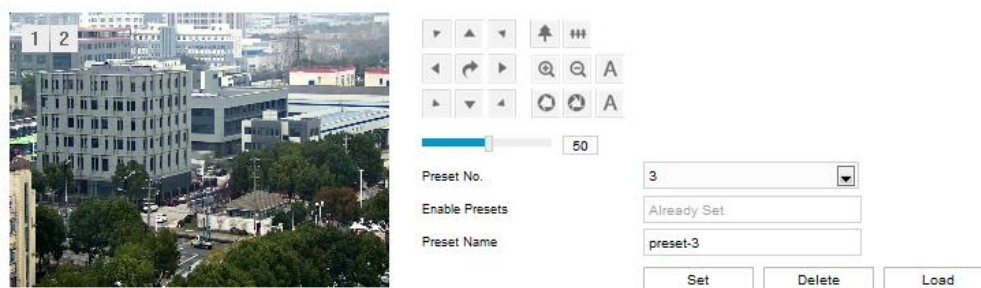 1 2
A
A
50
Preset No. 3
Enable Presets Already Set
Preset Name preset-3
Set Delete Load